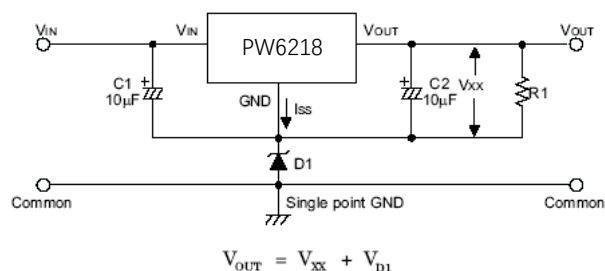 VIN VIN PW6218 VOUT VOUT
C1
10μF
GND
ISS
C2
10μF
VXX
R1
D1
Common Single point GND Common
VOUT = VXX + VD1